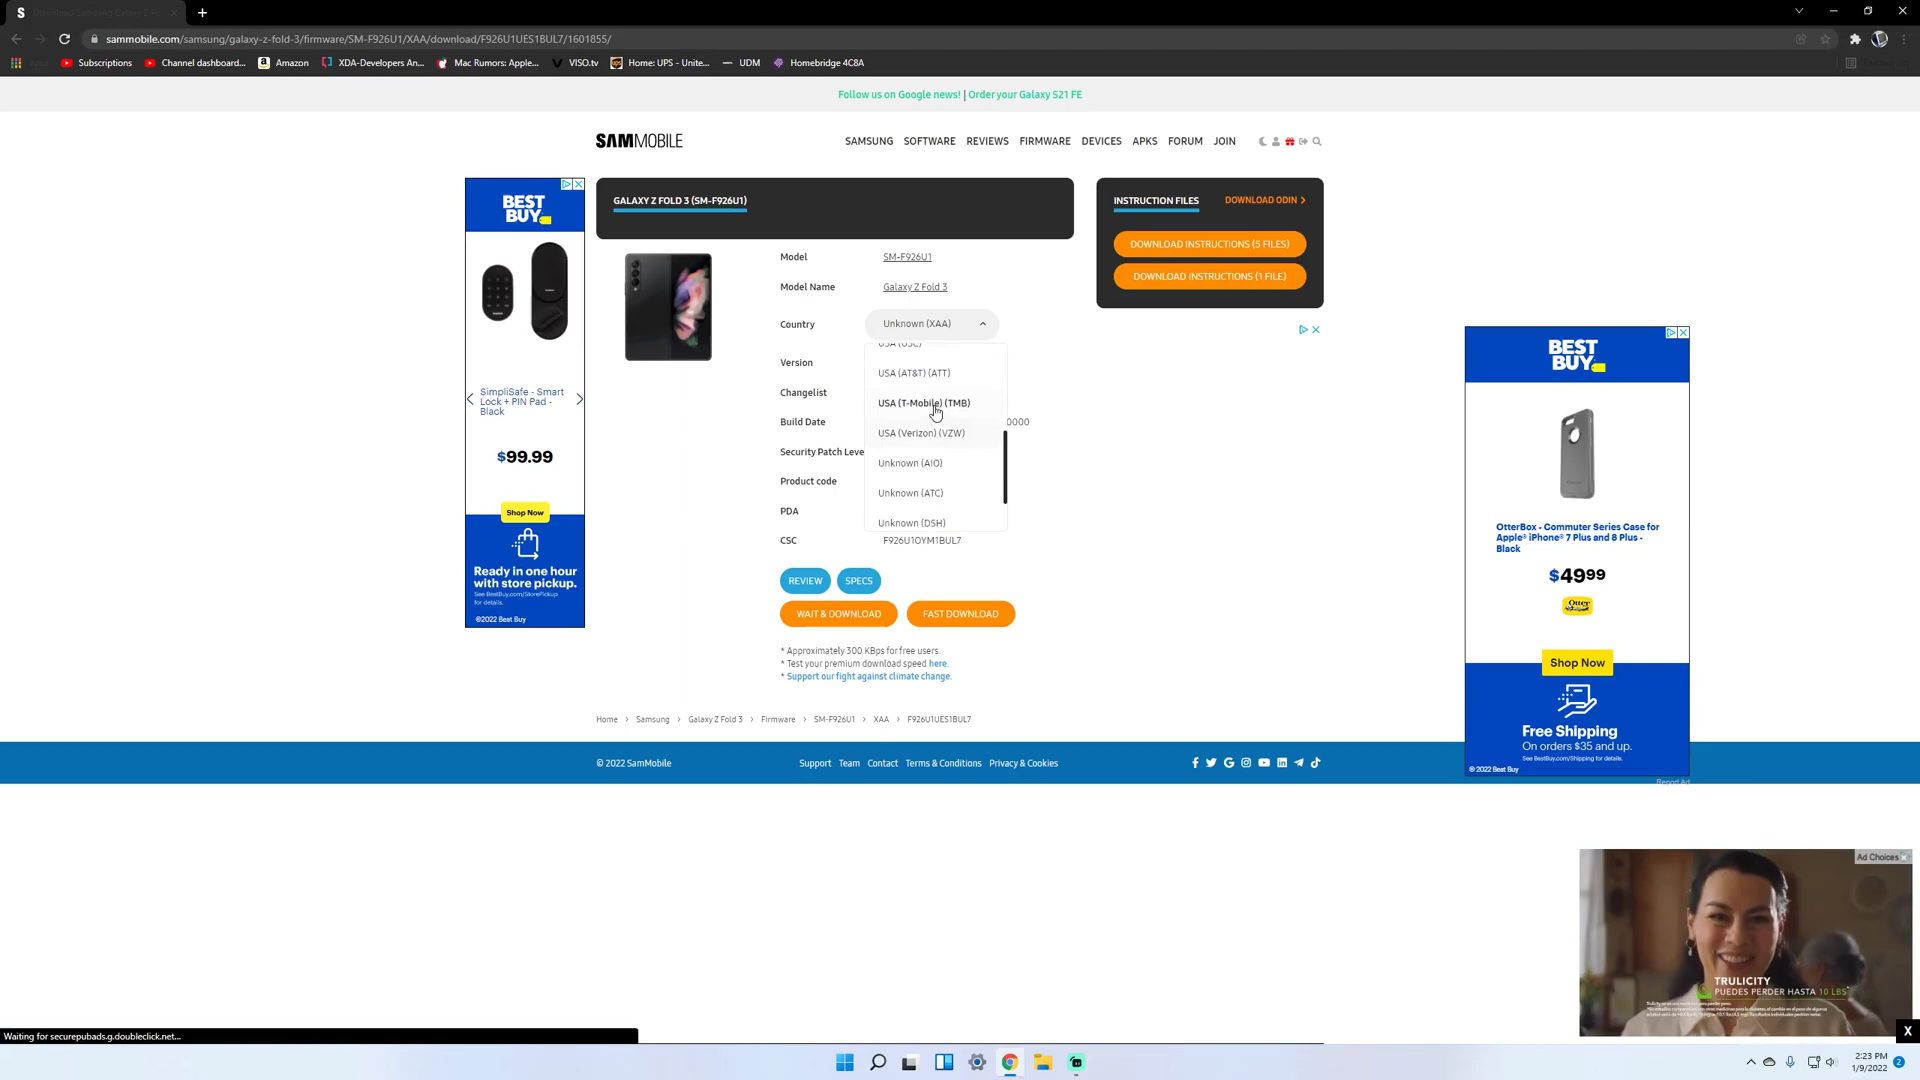 sammobile.com/samsung/galaxy-z-fold-3/firmware/SM-F926U1/XAA/download/F926U1UES1BUL7/1601855/
Subscriptions
Channel dashboard...
Amazon
XDA-Developers An...
Mac Rumors: Apple...
VISO.tv
Home: UPS - Unite...
UDM
Homebridge 4C8A
Follow us on Google news! | Order your Galaxy S21 FE
SAMMOBILE
SAMSUNG SOFTWARE REVIEWS FIRMWARE DEVICES APKS FORUM JOIN
BEST BUY
SimpliSafe - Smart
Lock + PIN Pad -
Black
$99.99
Shop Now
Ready in one hour
with store pickup.
See BestBuy.com/StorePickup
for details.
©2022 Best Buy
GALAXY Z FOLD 3 (SM-F926U1)
Model SM-F926U1
Model Name Galaxy Z Fold 3
Country Unknown (XAA)
USA (USC)
USA (AT&T) (ATT)
USA (T-Mobile) (TMB)
USA (Verizon) (VZW)
Unknown (AIO)
Unknown (ATC)
Unknown (DSH)
Version
Changelist
Build Date 0000
Security Patch Leve
Product code
PDA
CSC F926U1OYM1BUL7
REVIEW SPECS
WAIT & DOWNLOAD FAST DOWNLOAD
* Approximately 300 KBps for free users.
* Test your premium download speed here.
* Support our fight against climate change.
INSTRUCTION FILES DOWNLOAD ODIN
DOWNLOAD INSTRUCTIONS (5 FILES)
DOWNLOAD INSTRUCTIONS (1 FILE)
BEST BUY
OtterBox - Commuter Series Case for
Apple® iPhone® 7 Plus and 8 Plus -
Black
$49.99
Otter
Shop Now
Free Shipping
On orders $35 and up.
See BestBuy.com/Shipping for details.
© 2022 Best Buy
Report Ad
Home > Samsung > Galaxy Z Fold 3 > Firmware > SM-F926U1 > XAA > F926U1UES1BUL7
© 2022 SamMobile
Support Team Contact Terms & Conditions Privacy & Cookies
Ad Choices
TRULICITY
PUEDES PERDER HASTA 10 LBS
X
Waiting for securepubads.g.doubleclick.net...
2:23 PM
1/9/2022
2